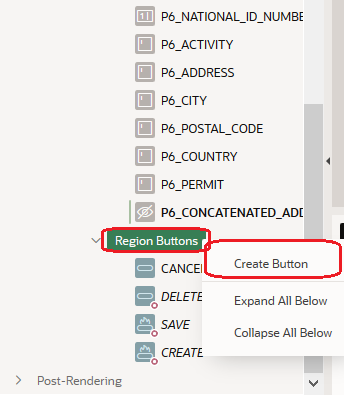 P6_NATIONAL_ID_NUMBE
P6_ACTIVITY
P6_ADDRESS
P6_CITY
P6_POSTAL_CODE
P6_COUNTRY
P6_PERMIT
P6_CONCATENATED_ADD
Region Buttons
Create Button
CANCE
DELETE
Expand All Below
SAVE
Collapse All Below
CREATE
Post-Rendering